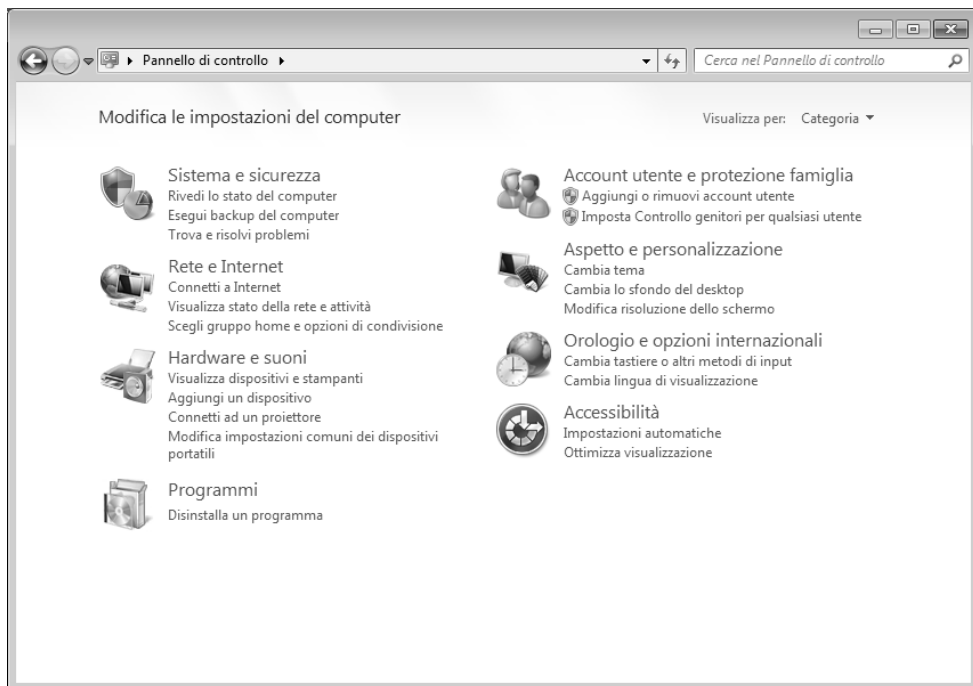 Pannello di controllo
Cerca nel Pannello di controllo
Modifica le impostazioni del computer
Visualizza per: Categoria
Sistema e sicurezza
Rivedi lo stato del computer
Esegui backup del computer
Trova e risolvi problemi
Rete e Internet
Connetti a Internet
Visualizza stato della rete e attività
Scegli gruppo home e opzioni di condivisione
Hardware e suoni
Visualizza dispositivi e stampanti
Aggiungi un dispositivo
Connetti ad un proiettore
Modifica impostazioni comuni dei dispositivi
portatili
Programmi
Disinstalla un programma
Account utente e protezione famiglia
Aggiungi o rimuovi account utente
Imposta Controllo genitori per qualsiasi utente
Aspetto e personalizzazione
Cambia tema
Cambia lo sfondo del desktop
Modifica risoluzione dello schermo
Orologio e opzioni internazionali
Cambia tastiere o altri metodi di input
Cambia lingua di visualizzazione
Accessibilità
Impostazioni automatiche
Ottimizza visualizzazione